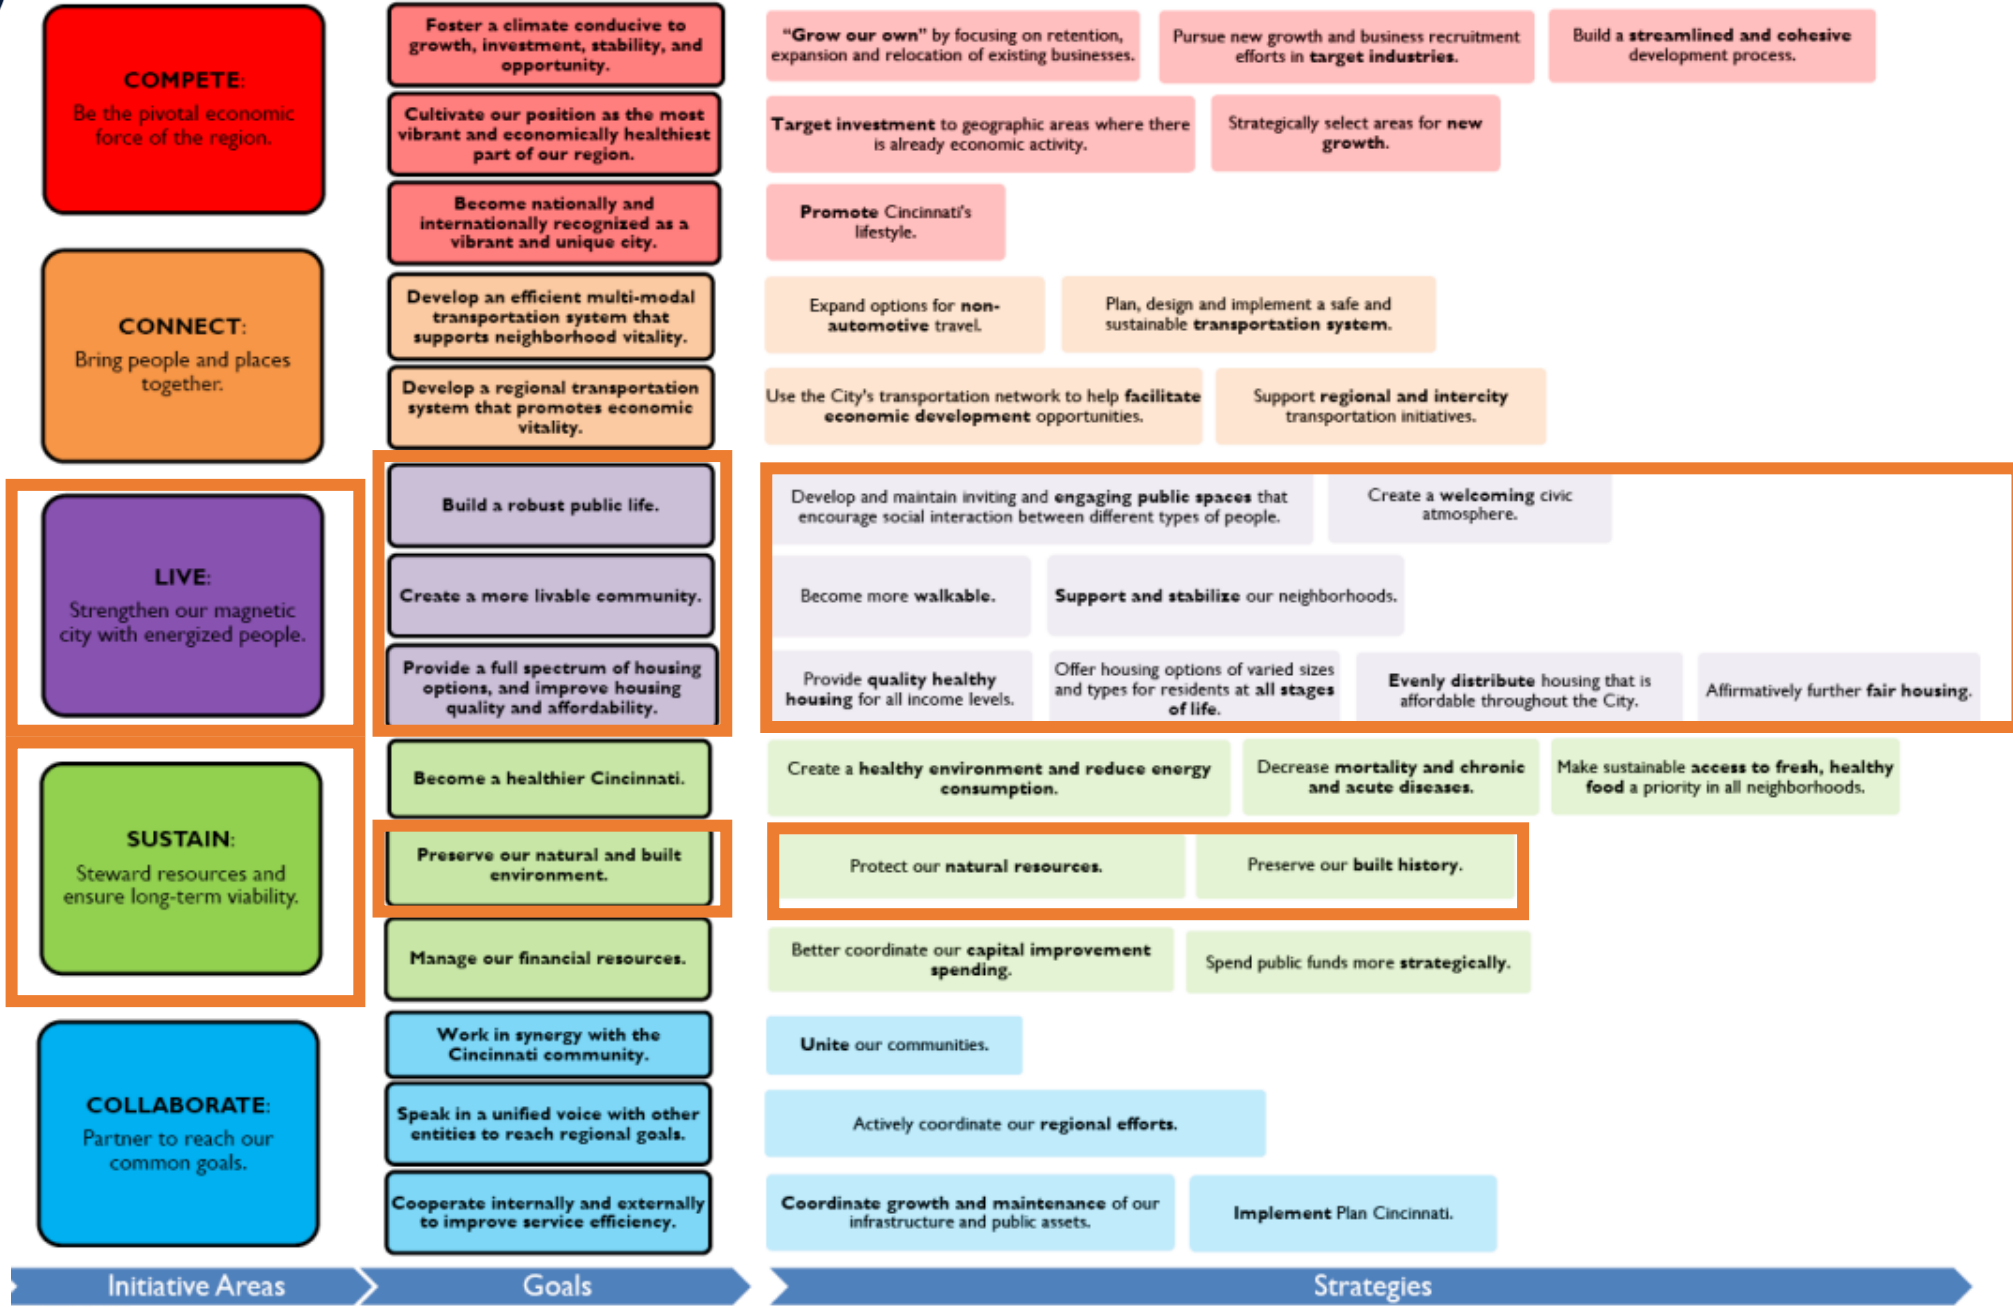 COMPETE:
Be the pivotal economic
force of the region.
Foster a climate conducive to
growth, investment, stability, and
opportunity.
“Grow our own” by focusing on retention,
expansion and relocation of existing businesses.
Pursue new growth and business recruitment
efforts in target industries.
Build a streamlined and cohesive
development process.
Cultivate our position as the most
vibrant and economically healthiest
part of our region.
Target investment to geographic areas where there
is already economic activity.
Strategically select areas for new
growth.
Become nationally and
internationally recognized as a
vibrant and unique city.
Promote Cincinnati's
lifestyle.
CONNECT:
Bring people and places
together.
Develop an efficient multi-modal
transportation system that
supports neighborhood vitality.
Expand options for non-
automotive travel.
Plan, design and implement a safe and
sustainable transportation system.
Develop a regional transportation
system that promotes economic
vitality.
Use the City's transportation network to help facilitate
economic development opportunities.
Support regional and intercity
transportation initiatives.
LIVE:
Strengthen our magnetic
city with energized people.
Build a robust public life.
Develop and maintain inviting and engaging public spaces that
encourage social interaction between different types of people.
Create a welcoming civic
atmosphere.
Create a more livable community.
Become more walkable.
Support and stabilize our neighborhoods.
Provide a full spectrum of housing
options, and improve housing
quality and affordability.
Provide quality healthy
housing for all income levels.
Offer housing options of varied sizes
and types for residents at all stages
of life.
Evenly distribute housing that is
affordable throughout the City.
Affirmatively further fair housing.
SUSTAIN:
Steward resources and
ensure long-term viability.
Become a healthier Cincinnati.
Create a healthy environment and reduce energy
consumption.
Decrease mortality and chronic
and acute diseases.
Make sustainable access to fresh, healthy
food a priority in all neighborhoods.
Preserve our natural and built
environment.
Protect our natural resources.
Preserve our built history.
Manage our financial resources.
Better coordinate our capital improvement
spending.
Spend public funds more strategically.
COLLABORATE:
Partner to reach our
common goals.
Work in synergy with the
Cincinnati community.
Unite our communities.
Speak in a unified voice with other
entities to reach regional goals.
Actively coordinate our regional efforts.
Cooperate internally and externally
to improve service efficiency.
Coordinate growth and maintenance of our
infrastructure and public assets.
Implement Plan Cincinnati.
Initiative Areas
Goals
Strategies